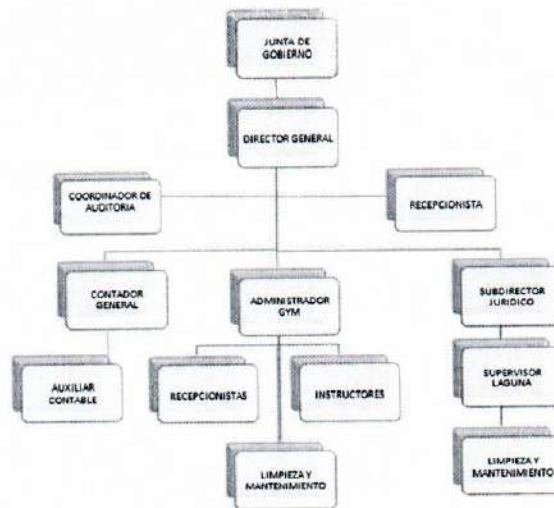 JUNTA DE
GOBIERNO
DIRECTOR GENERAL
COORDINADOR DE
AUDITORIA
RECEPCIONISTA
CONTADOR
GENERAL
ADMINISTRADOR
GYM
SUBDIRECTOR
JURIDICO
AUXILIAR
CONTABLE
RECEPCIONISTAS
INSTRUCTORES
SUPERVISOR
LAGUNA
LIMPIEZA Y
MANTENIMIENTO
LIMPIEZA Y
MANTENIMIENTO